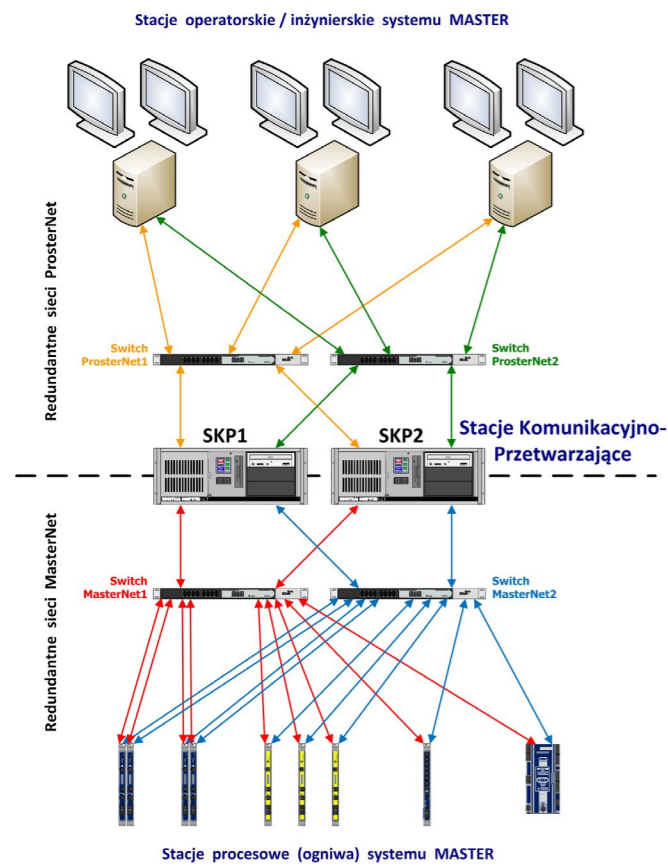 Stacje operatorskie / inżynierskie systemu MASTER
Redundantne sieci ProsterNet
Switch
ProsterNet1
Switch
ProsterNet2
SKP1
SKP2
Stacje Komunikacyjno-
Przetwarzające
Redundantne sieci MasterNet
Switch
MasterNet1
Switch
MasterNet2
Stacje procesowe (ogniwa) systemu MASTER